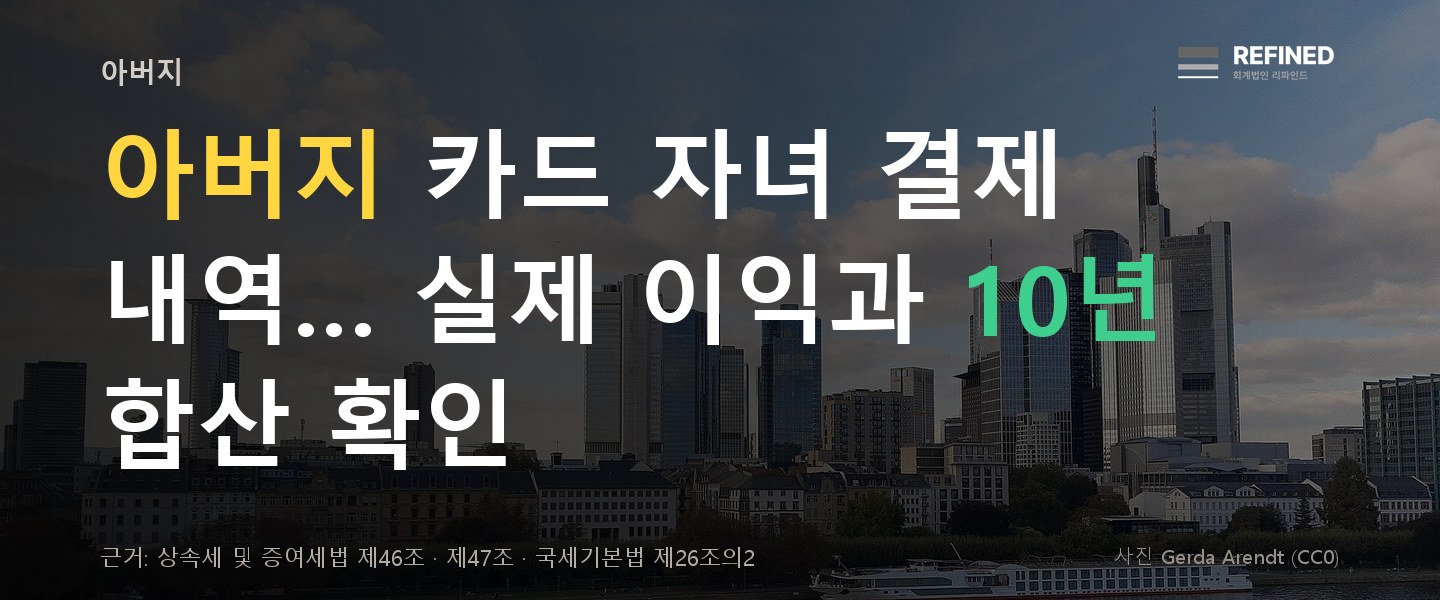 아버지
REFINED
회계법인 리파인드
아버지 카드 자녀 결제
내역... 실제 이익과 10년
합산 확인
근거: 상속세 및 증여세법 제46조 · 제47조 · 국세기본법 제26조의2
사진 Gerda Arendt (CC0)